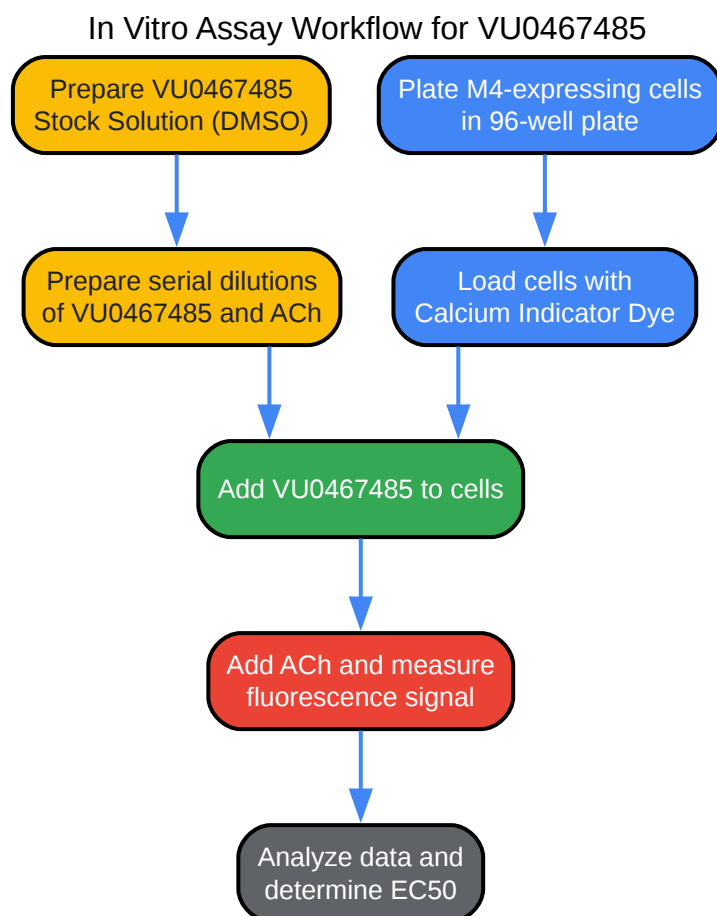 In Vitro Assay Workflow for VU0467485
Prepare VU0467485
Stock Solution (DMSO)
Plate M4-expressing cells
in 96-well plate
Prepare serial dilutions
of VU0467485 and ACh
Load cells with
Calcium Indicator Dye
Add VU0467485 to cells
Add ACh and measure
fluorescence signal
Analyze data and
determine EC50